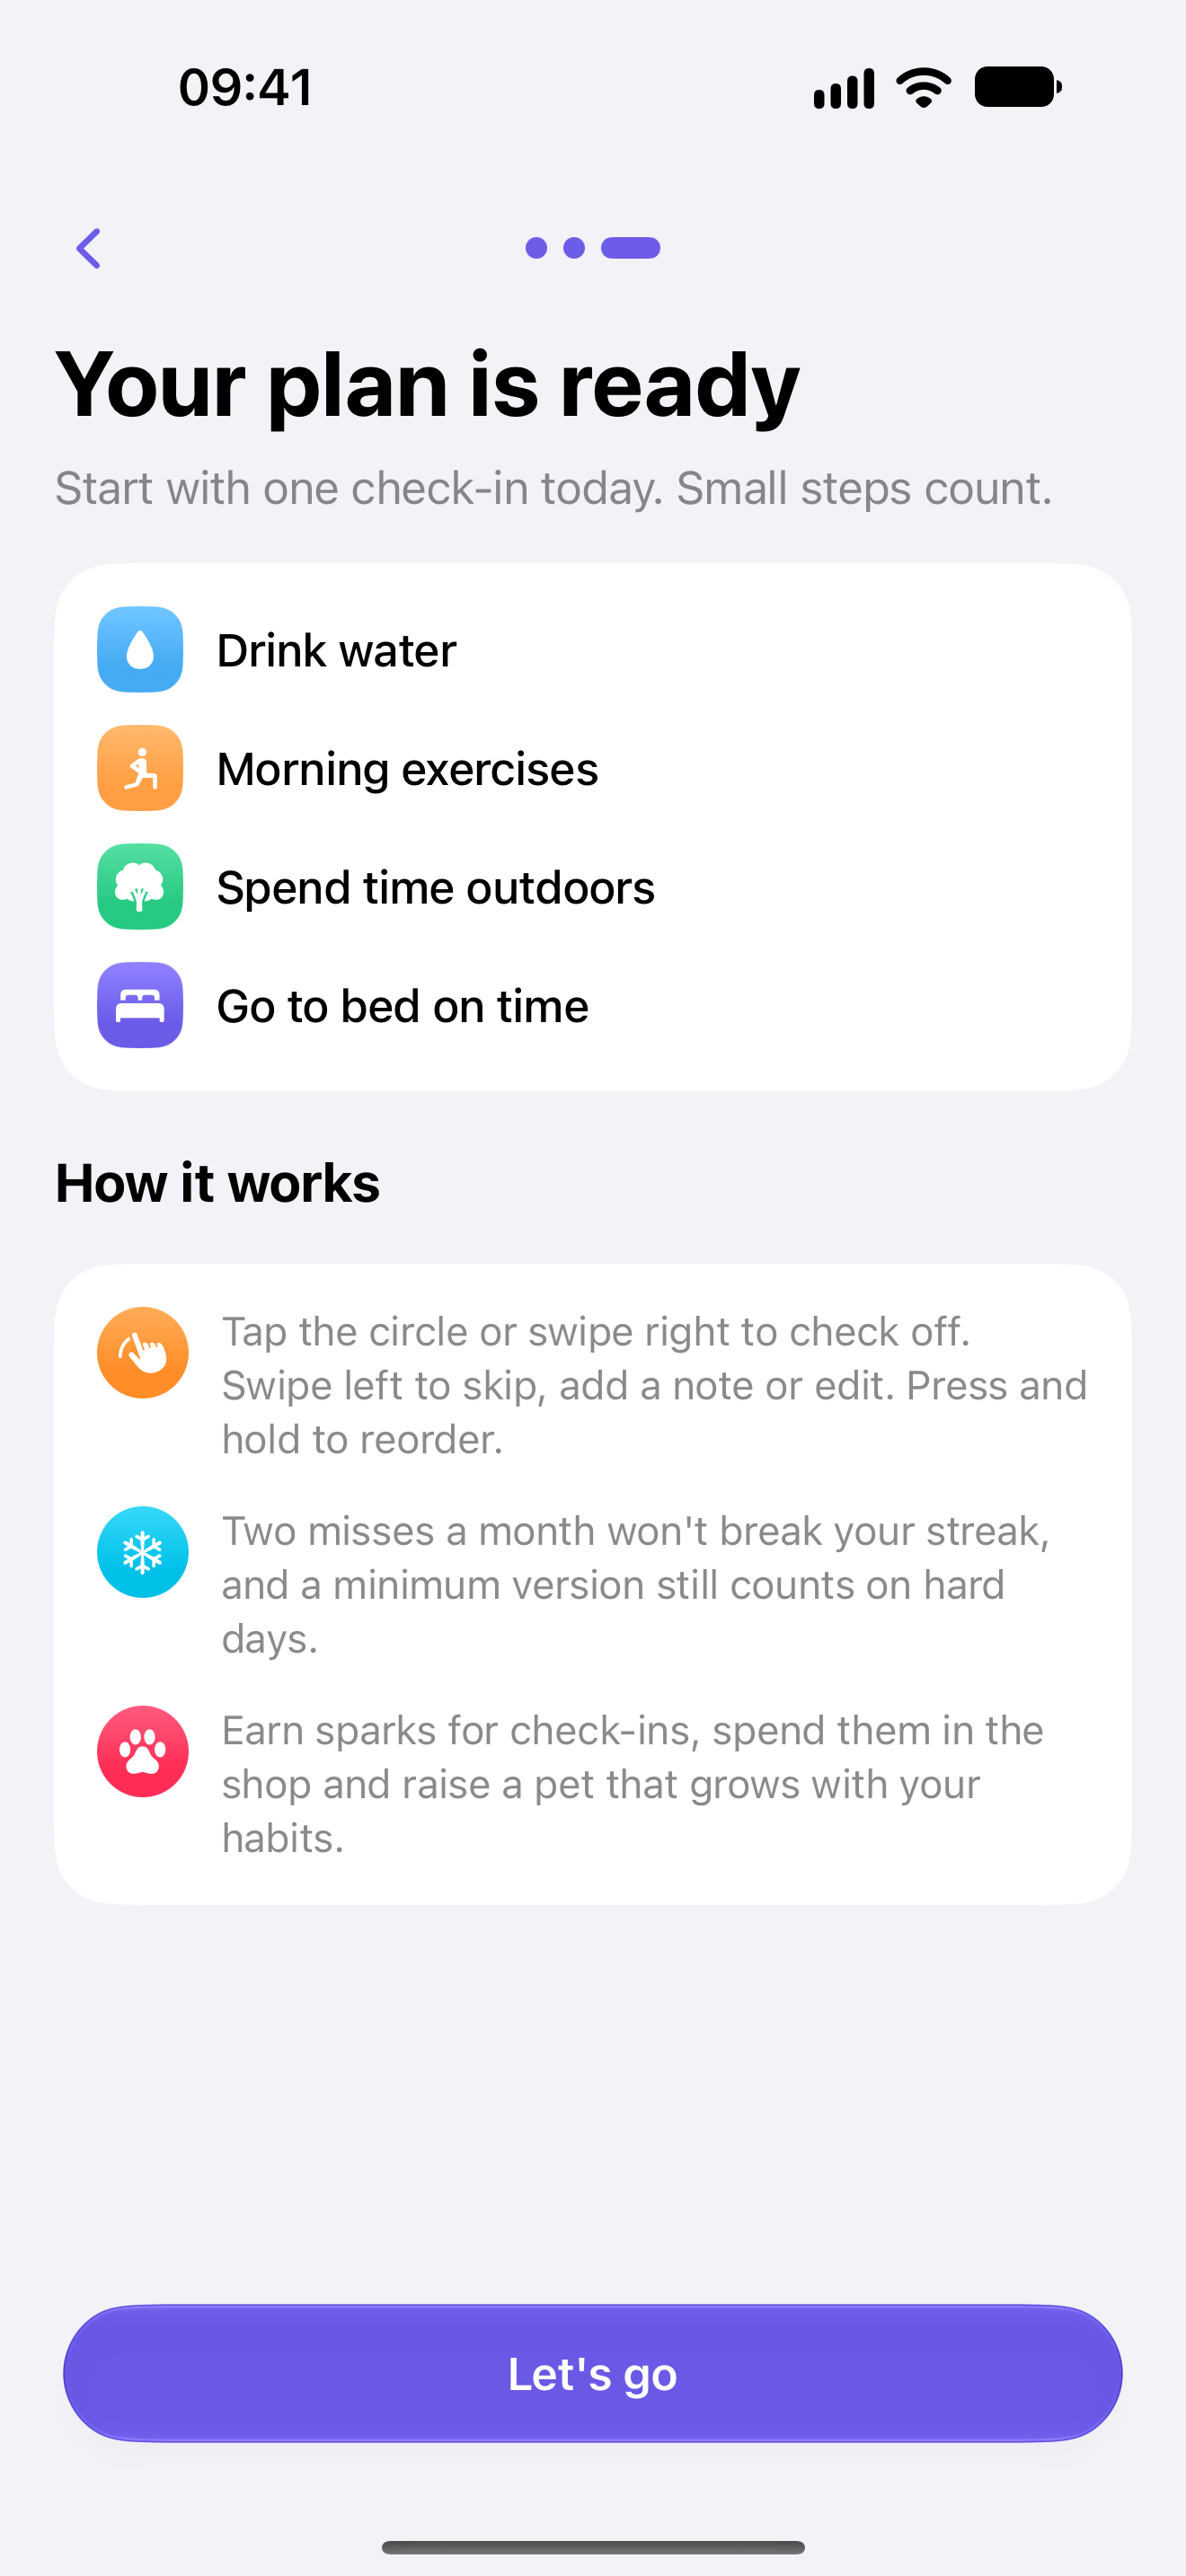 09:41
Your plan is ready
Start with one check-in today. Small steps count.
Drink water
Morning exercises
Spend time outdoors
Go to bed on time
How it works
Tap the circle or swipe right to check off.
Swipe left to skip, add a note or edit. Press and
hold to reorder.
Two misses a month won't break your streak,
and a minimum version still counts on hard
days.
Earn sparks for check-ins, spend them in the
shop and raise a pet that grows with your
habits.
Let's go